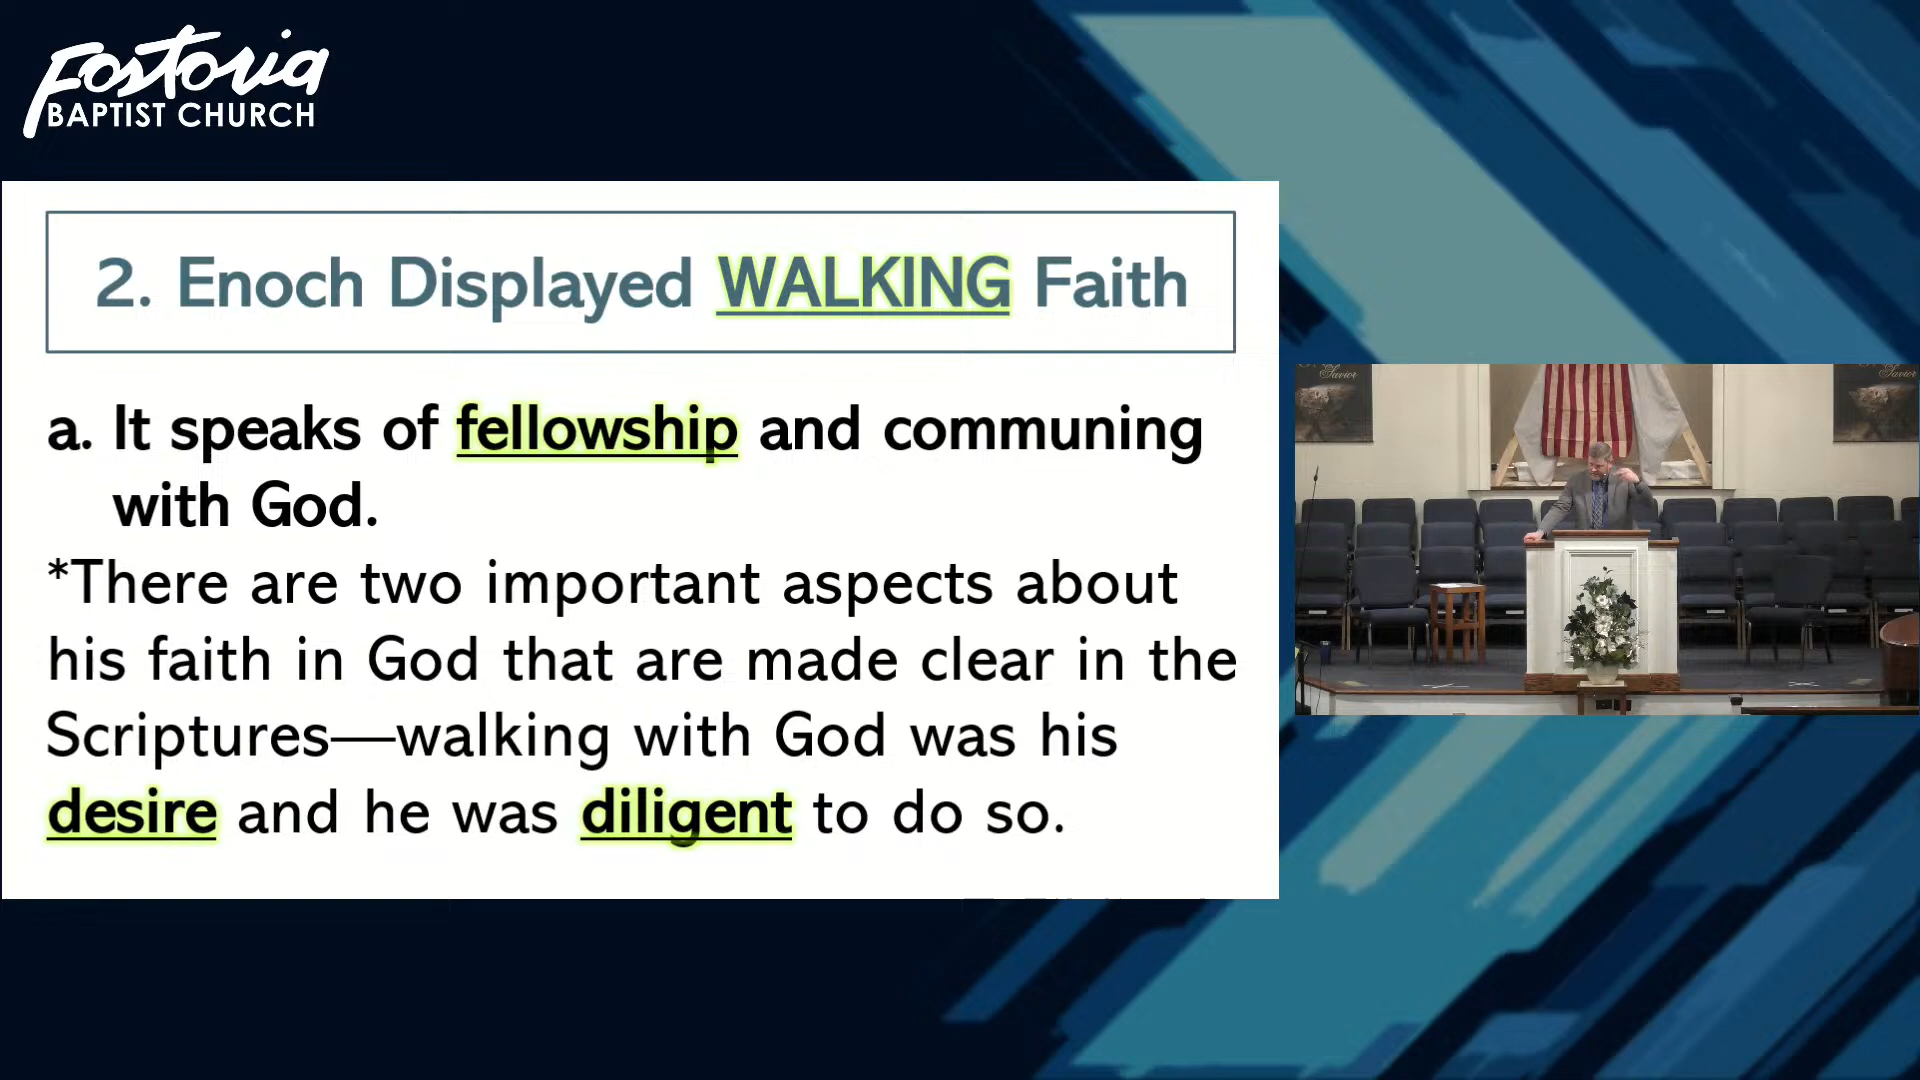 Fostoria
BAPTIST CHURCH
2. Enoch Displayed WALKING Faith
a. It speaks of fellowship and communing
with God.
*There are two important aspects about
his faith in God that are made clear in the
Scriptures—walking with God was his
desire and he was diligent to do so.
Savior
Savior